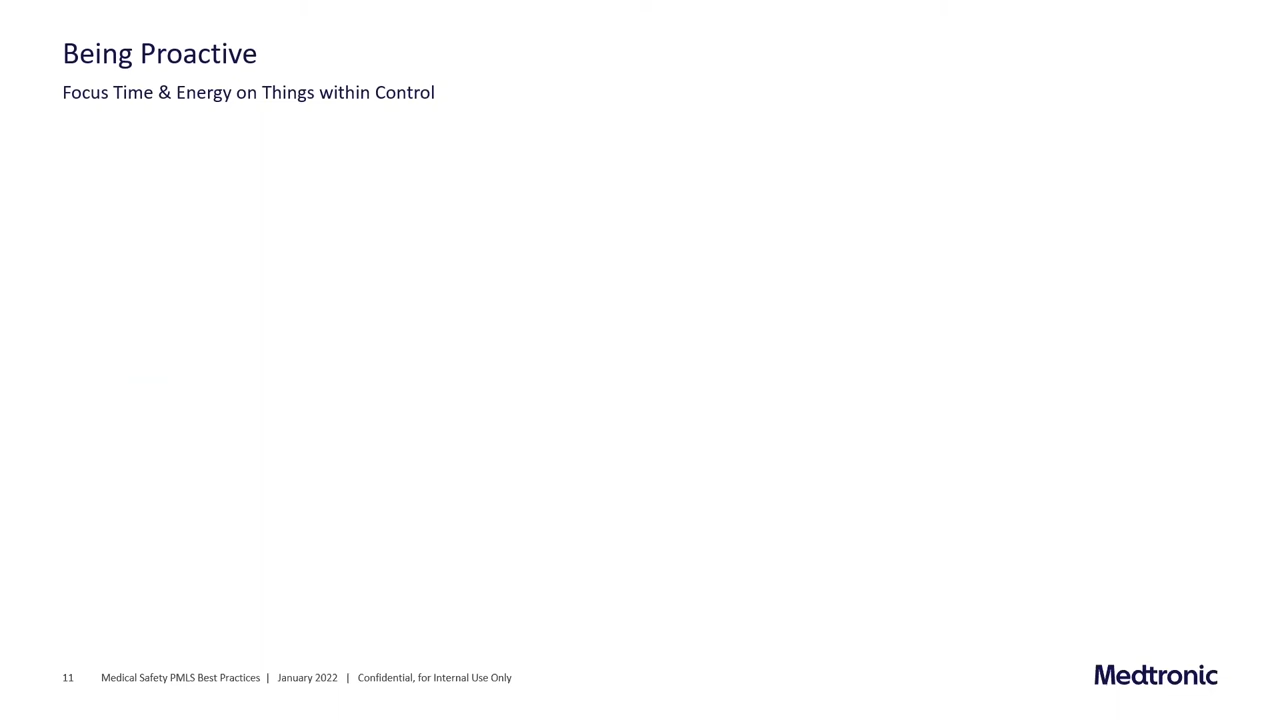 Being Proactive
Focus Time & Energy on Things within Control
11 Medical Safety PMLS Best Practices | January 2022 | Confidential, for Internal Use Only
Medtronic